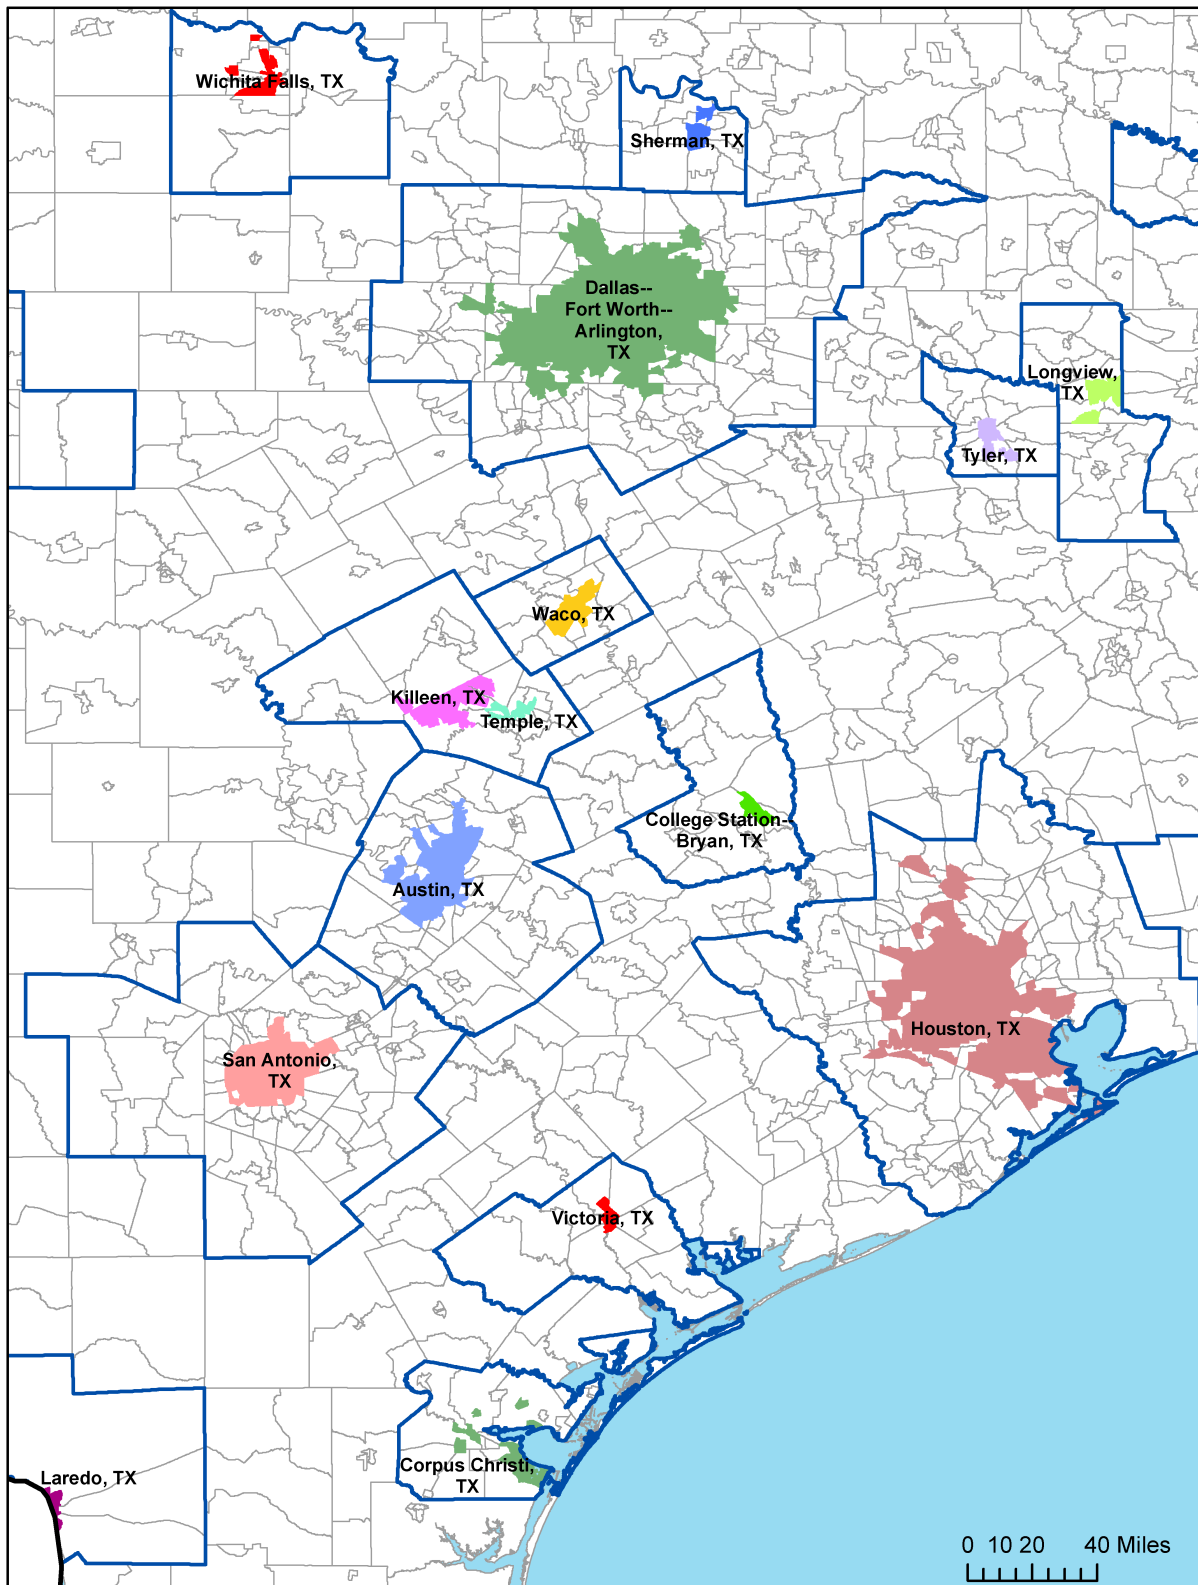 Wichita Falls, TX
Sherman, TX
Dallas--
Fort Worth--
Arlington,
TX
Longview,
TX
Tyler, TX
Waco, TX
Killeen, TX
Temple, TX
College Station--
Bryan, TX
Austin, TX
Houston, TX
San Antonio,
TX
Victoria, TX
Corpus Christi,
TX
Laredo, TX
0 10 20 40 Miles